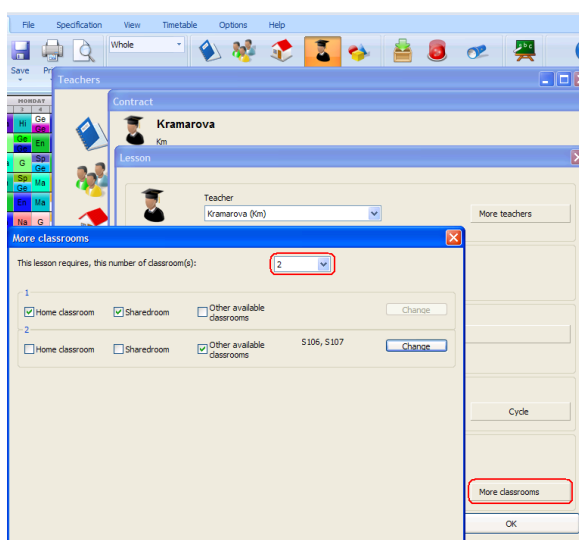 File Specification View Timetable Options Help
Whole
Save
Teachers
MONDAY
3 4
Contract
Kramarova
Km
Hi Ge
Ge
Ge En
Ge
G Sp
Ge
Sp Ma
Ge
En Ma
Na G
Lesson
Teacher
Kramarova (Km)
More teachers
More classrooms
This lesson requires, this number of classroom(s):
2
1
Home classroom Sharedroom Other available
classrooms
Change
2
Home classroom Sharedroom Other available
classrooms
S106, S107
Change
Cycle
More classrooms
OK